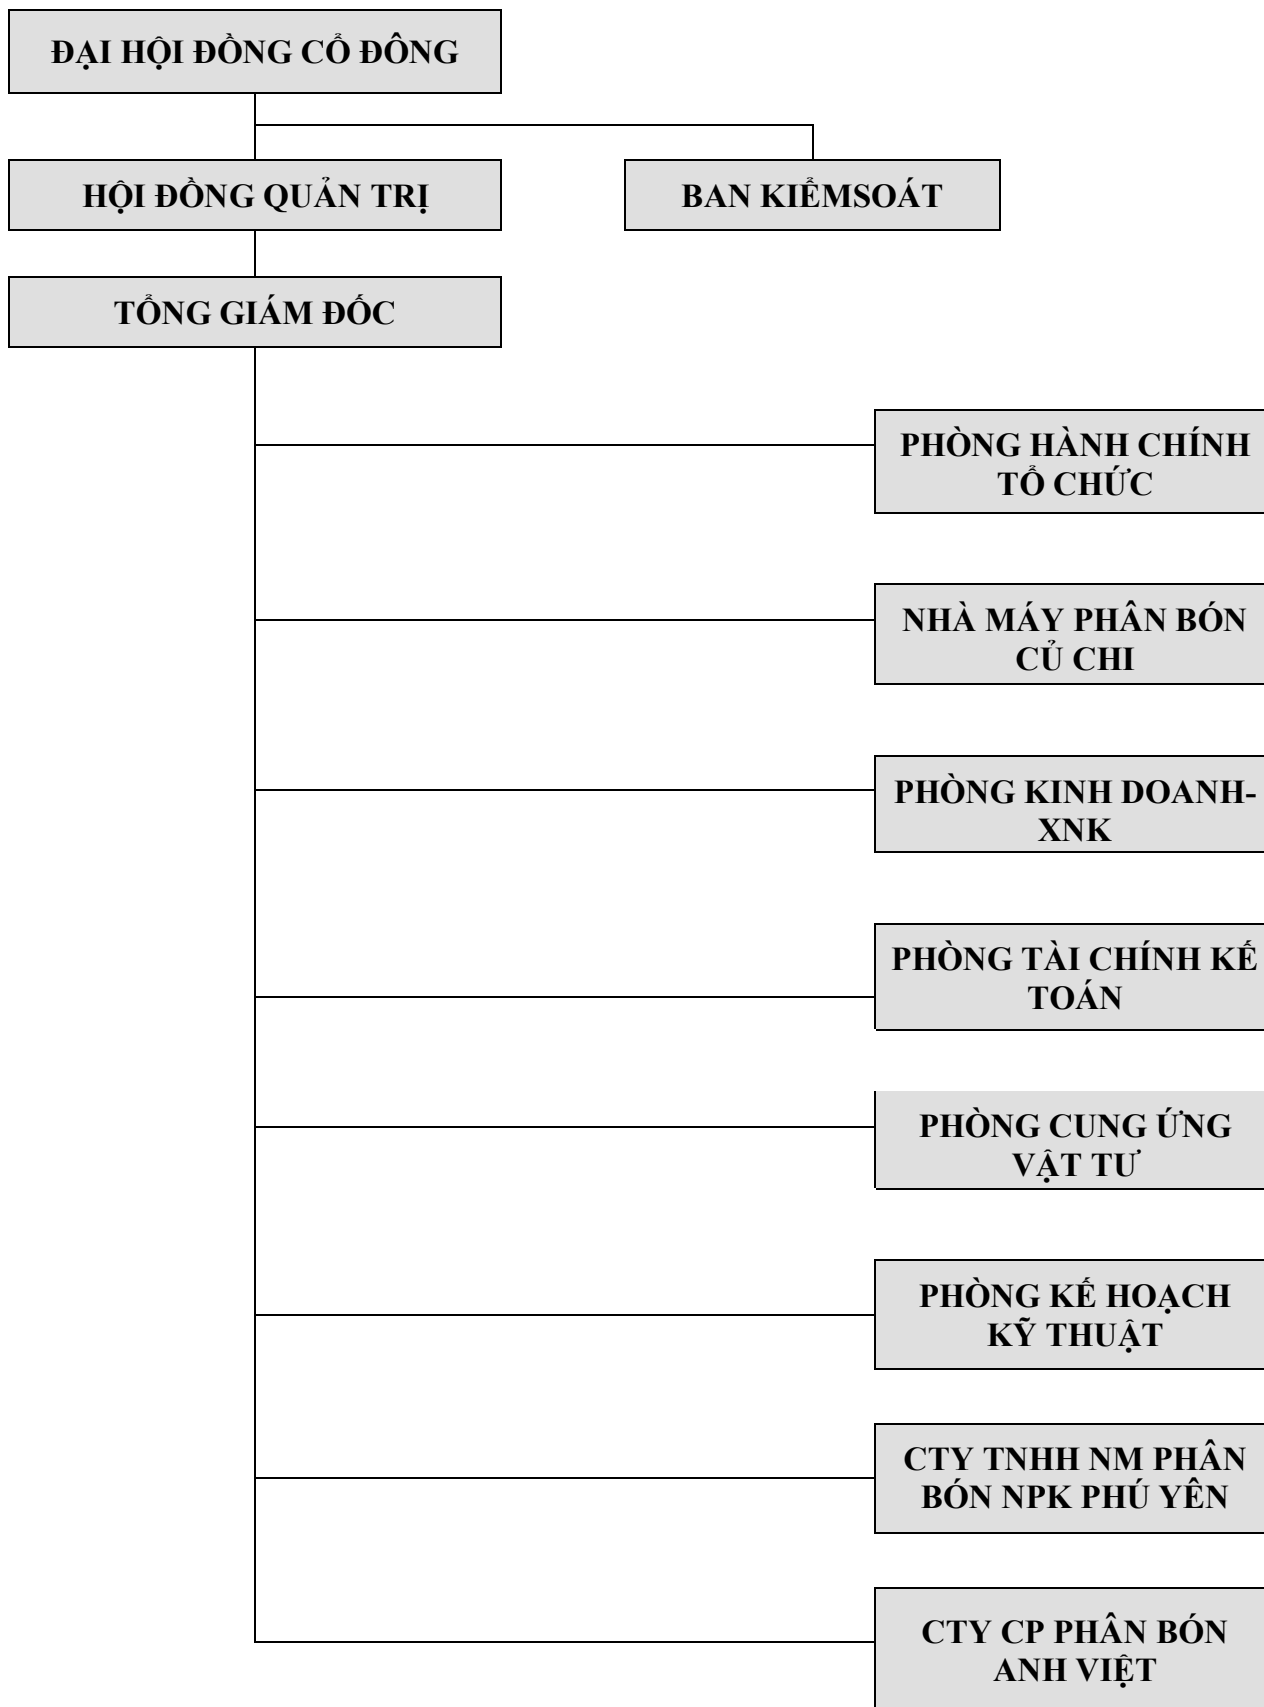 ĐẠI HỘI ĐỒNG CỔ ĐÔNG
HỘI ĐỒNG QUẢN TRỊ
BAN KIỂMSOÁT
TỔNG GIÁM ĐỐC
PHÒNG HÀNH CHÍNH
TỔ CHỨC
NHÀ MÁY PHÂN BÓN
CỦ CHI
PHÒNG KINH DOANH-
XNK
PHÒNG TÀI CHÍNH KẾ
TOÁN
PHÒNG CUNG ỨNG
VẬT TƯ
PHÒNG KẾ HOẠCH
KỸ THUẬT
CTY TNHH NM PHÂN
BÓN NPK PHÚ YÊN
CTY CP PHÂN BÓN
ANH VIỆT